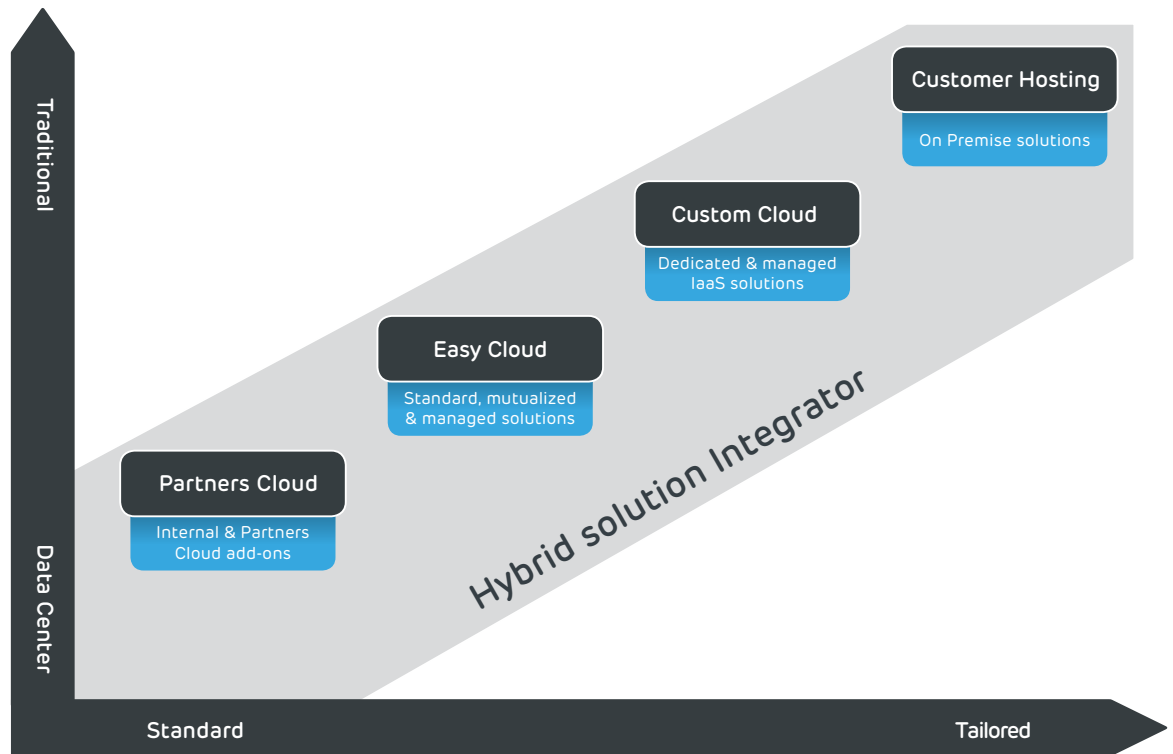 Traditional
Data Center
Customer Hosting
On Premise solutions
Custom Cloud
Dedicated & managed
IaaS solutions
Easy Cloud
Standard, mutualized
& managed solutions
Partners Cloud
Internal & Partners
Cloud add-ons
Hybrid solution Integrator
Standard
Tailored